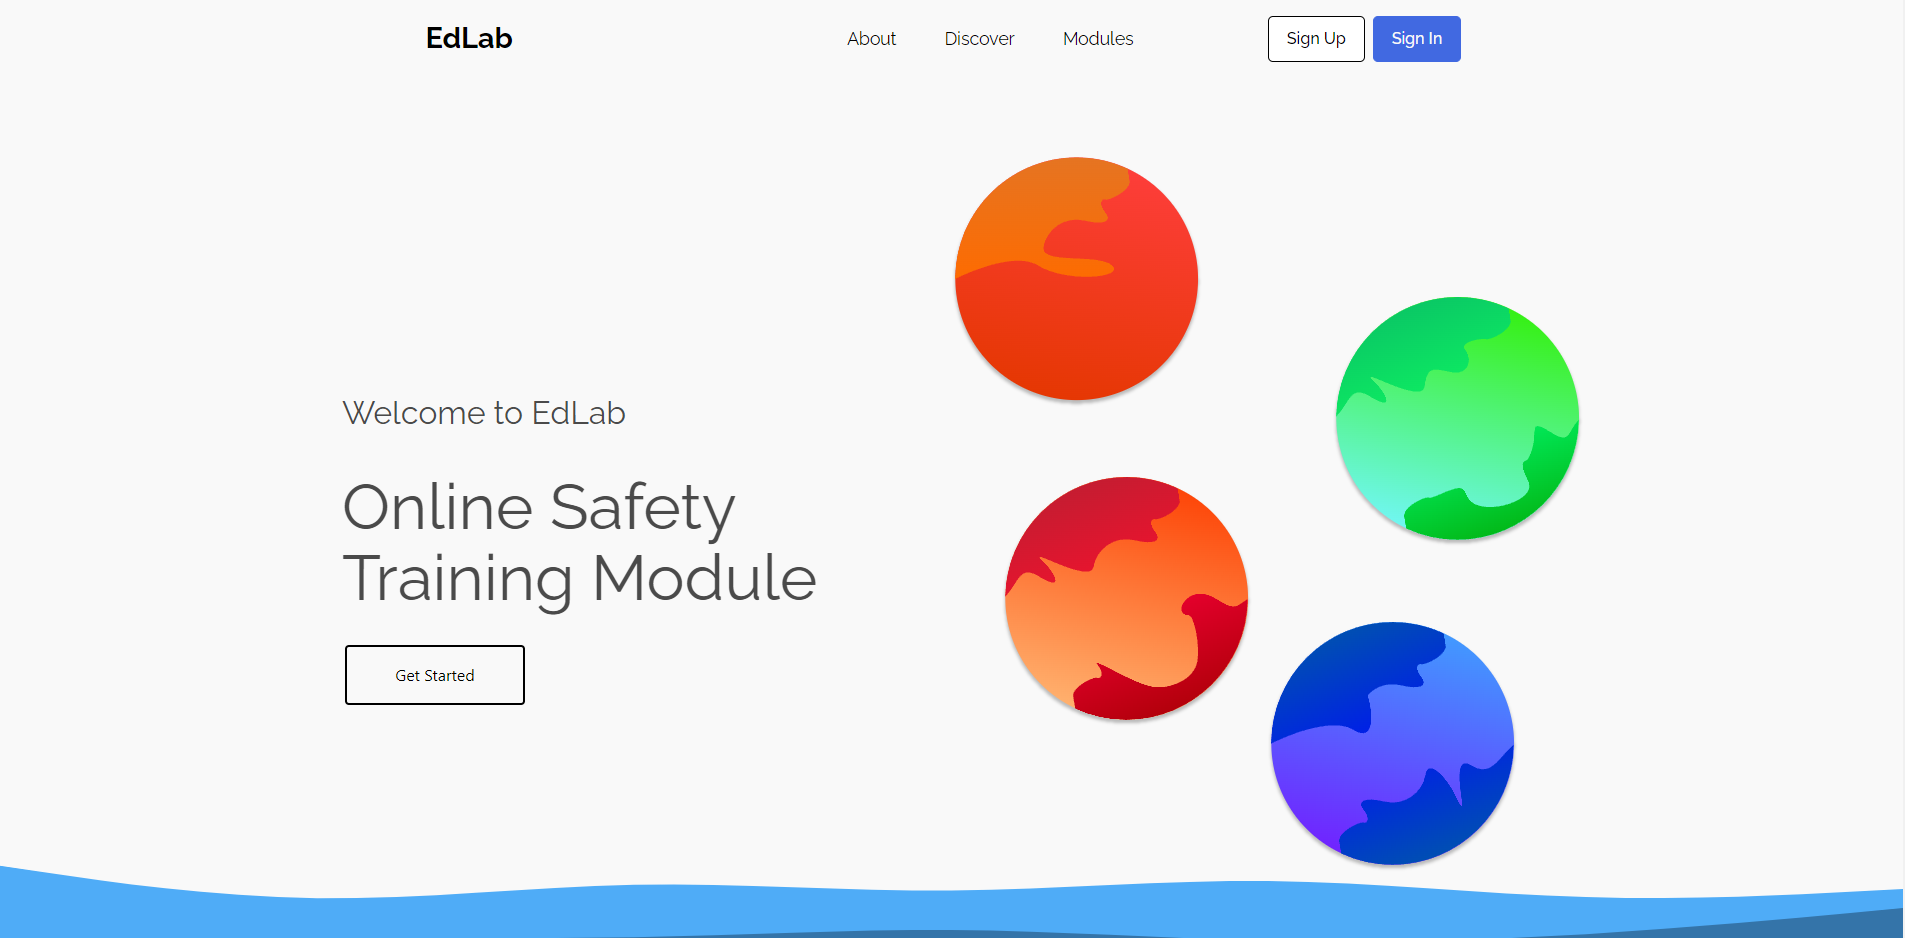 EdLab
About
Discover
Modules
Sign Up
Sign In
Welcome to EdLab
Online Safety
Training Module
Get Started